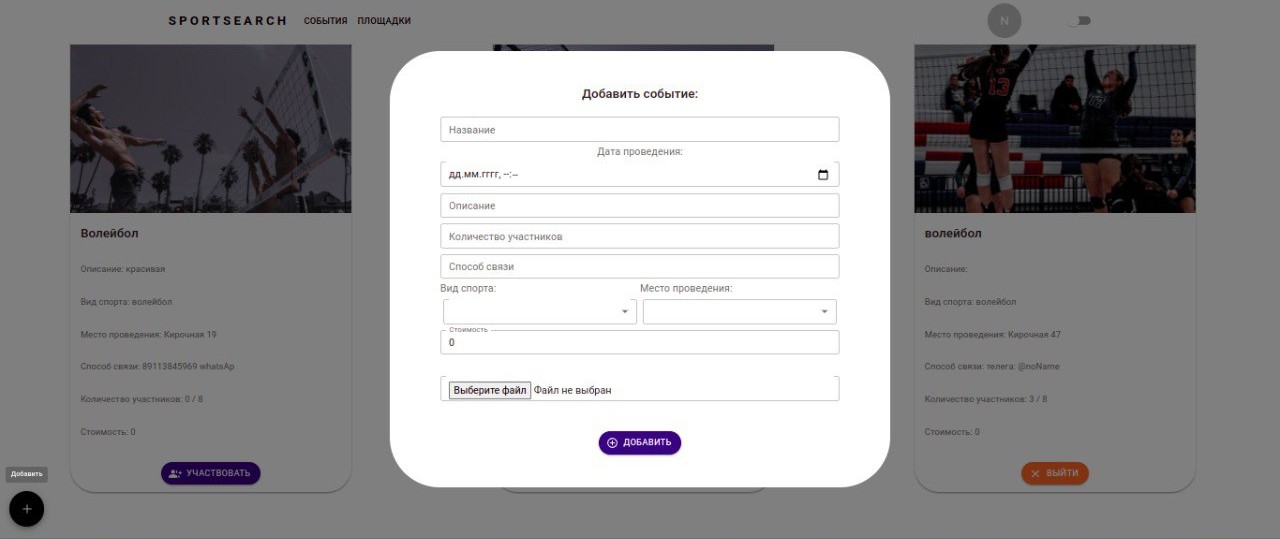 SPORTSEARCH СОБЫТИЯ ПЛОЩАДКИ N
Волейбол
Описание: красивая
Вид спорта: волейбол
Место проведения: Кирочная 19
Способ связи: 89113845969 whatsAp
Количество участников: 0 / 8
Стоимость: 0
УЧАСТВОВАТЬ
Добавить событие:
Название
Дата проведения:
дд.мм.гггг, --:--
Описание
Количество участников
Способ связи
Вид спорта: Место проведения:
Стоимость
0
Выберите файл Файл не выбран
ДОБАВИТЬ
13
12
волейбол
Описание:
Вид спорта: волейбол
Место проведения: Кирочная 47
Способ связи: телега: @noName
Количество участников: 3 / 8
Стоимость: 0
ВЫЙТИ
Добавить